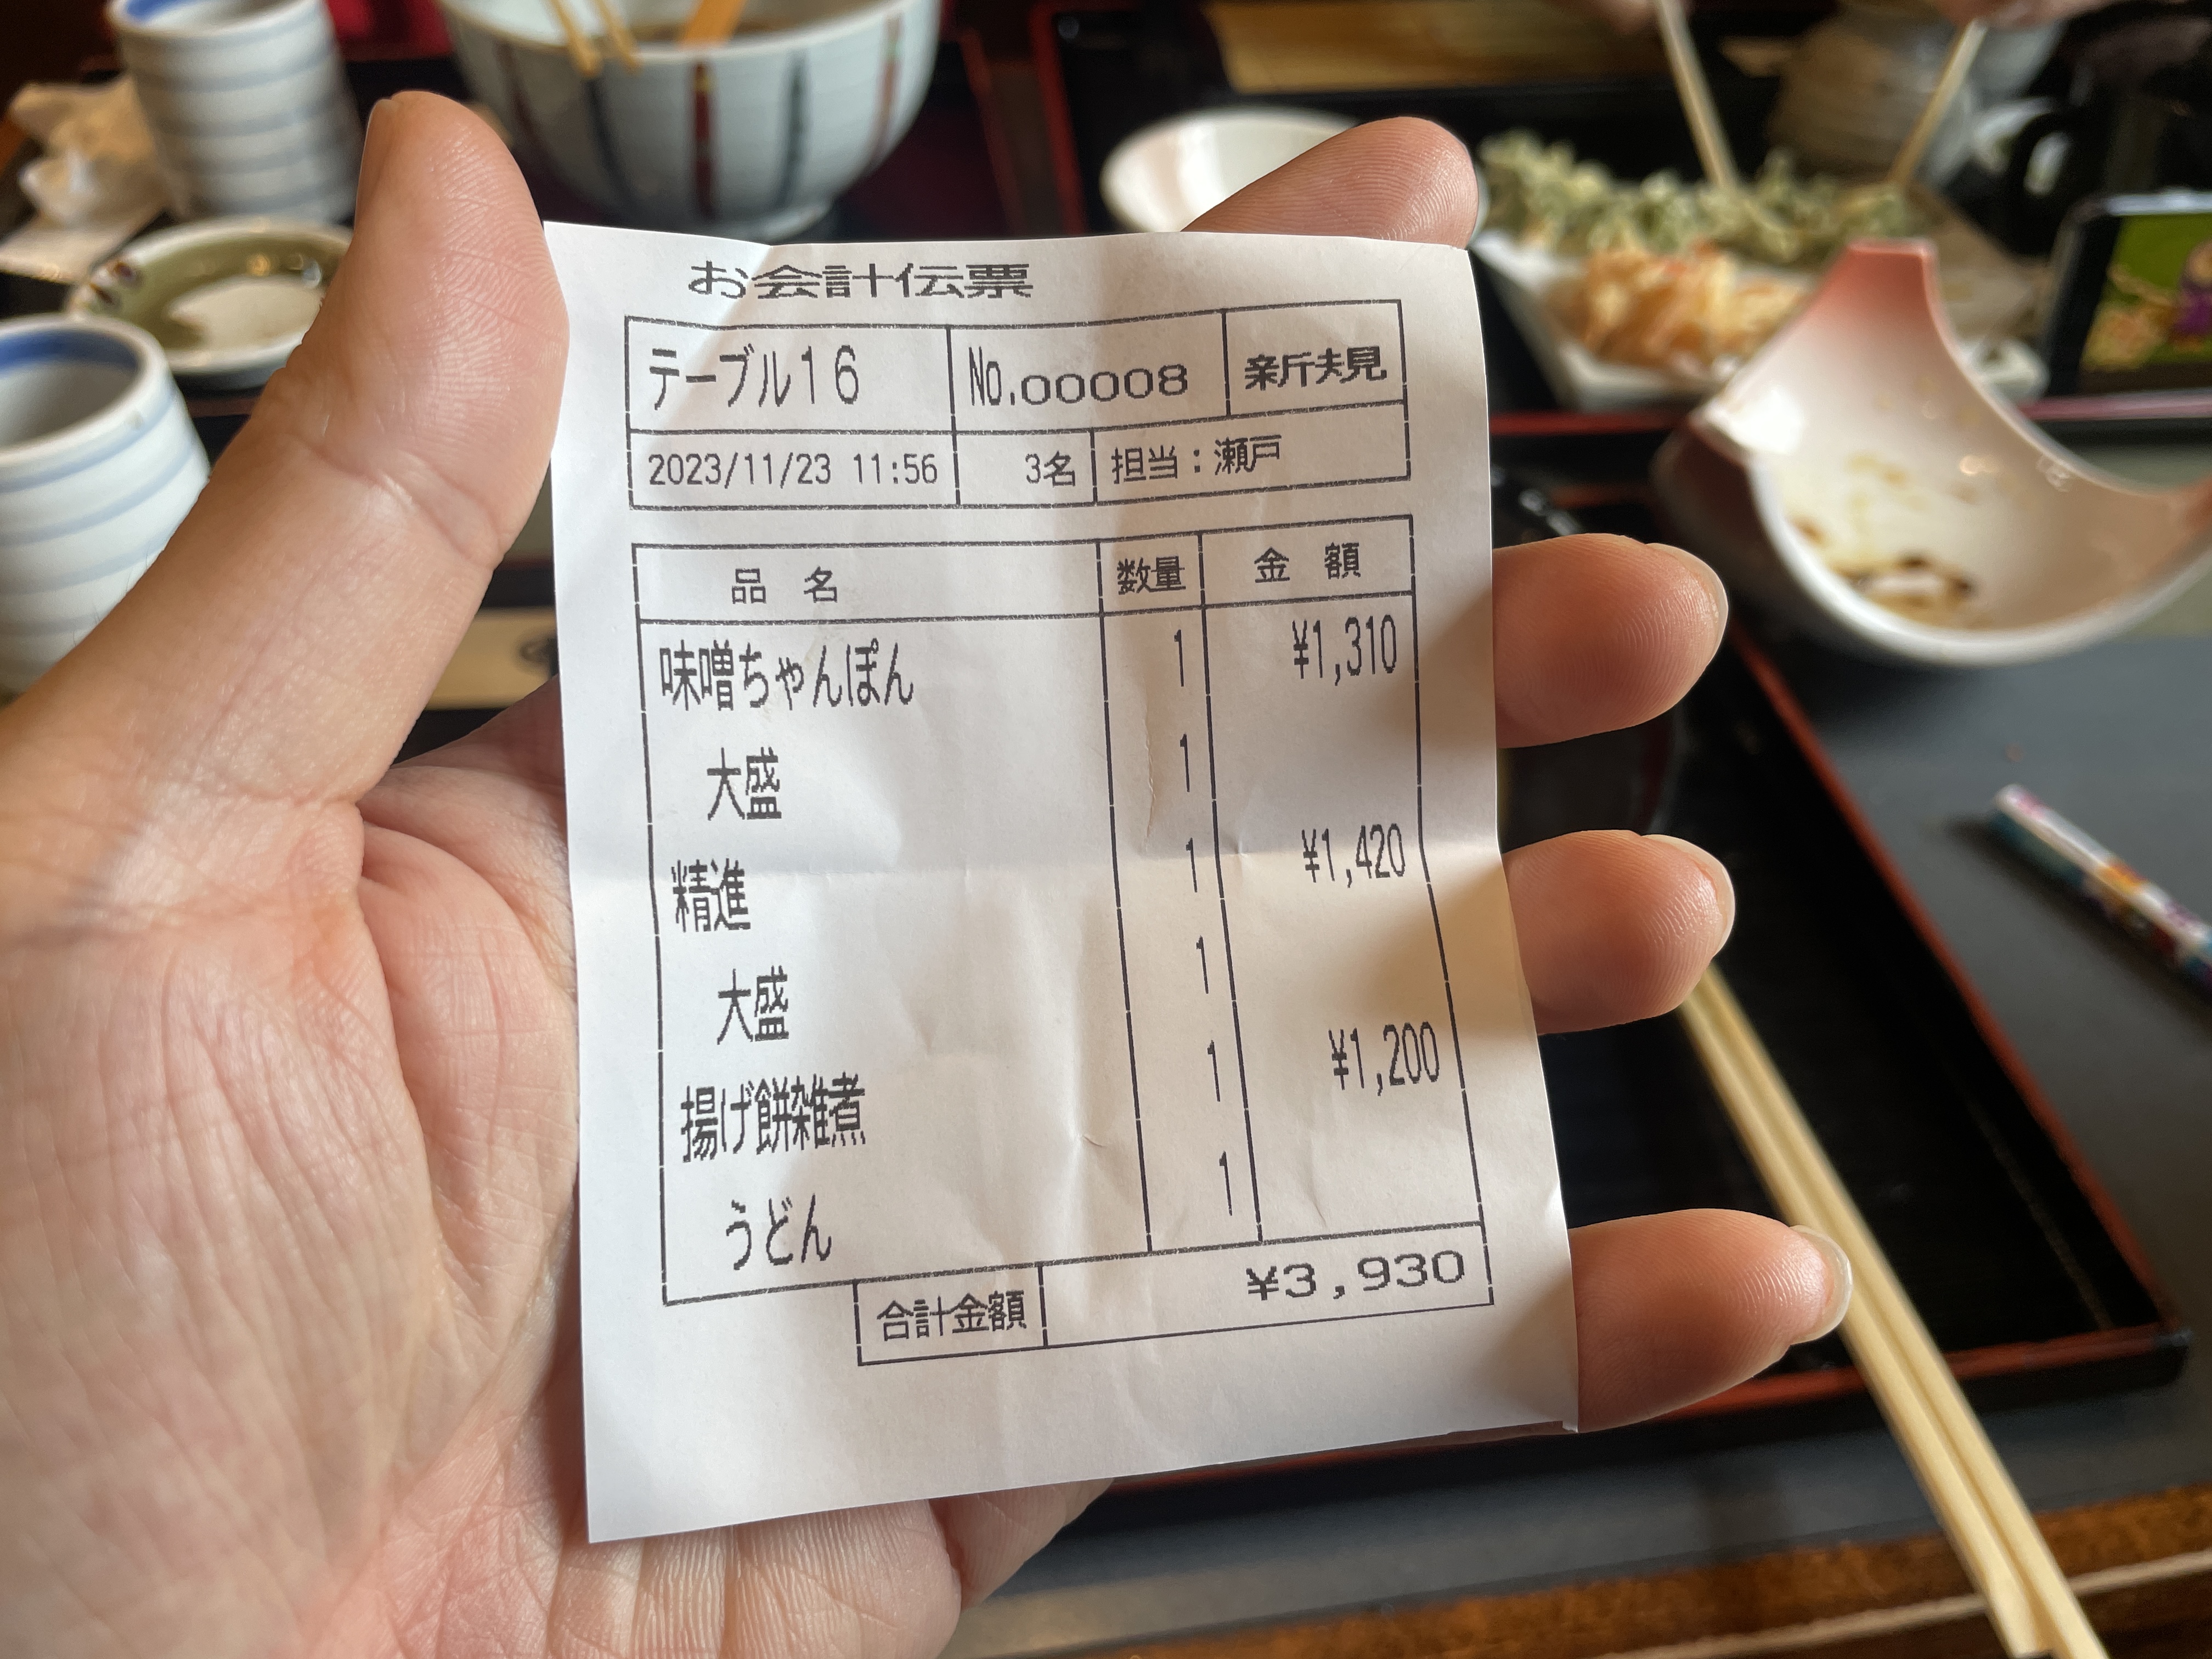 お会計伝票
テーブル16 No.00008 新夫見
2023/11/23 11:56 3名 担当：瀬戸
品 名 数量 金 額
味噌ちゃんぽん 1 ¥1,310
大盛 1
精進 1 ¥1,420
大盛 1
揚げ餅雑煮 1 ¥1,200
うどん 1
合計金額 ¥3,930